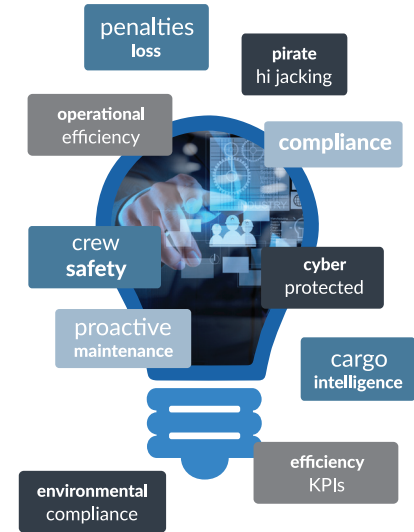 penalties
loss
pirate
hi jacking
operational
efficiency
compliance
crew
safety
cyber
protected
proactive
maintenance
cargo
intelligence
efficiency
KPIs
environmental
compliance